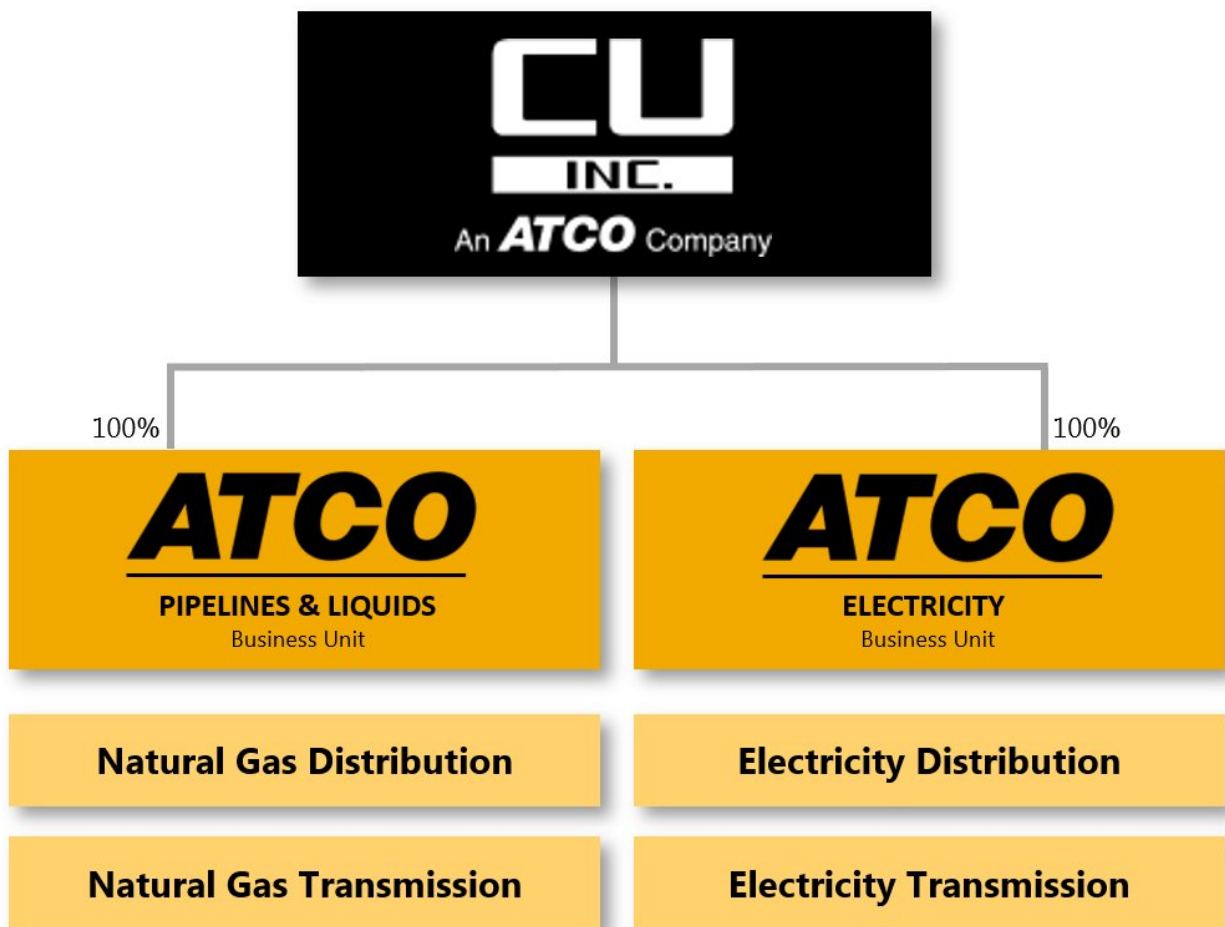 CU
INC.
An ATCO Company
100%
100%
ATCO
PIPELINES & LIQUIDS
Business Unit
ATCO
ELECTRICITY
Business Unit
Natural Gas Distribution
Electricity Distribution
Natural Gas Transmission
Electricity Transmission